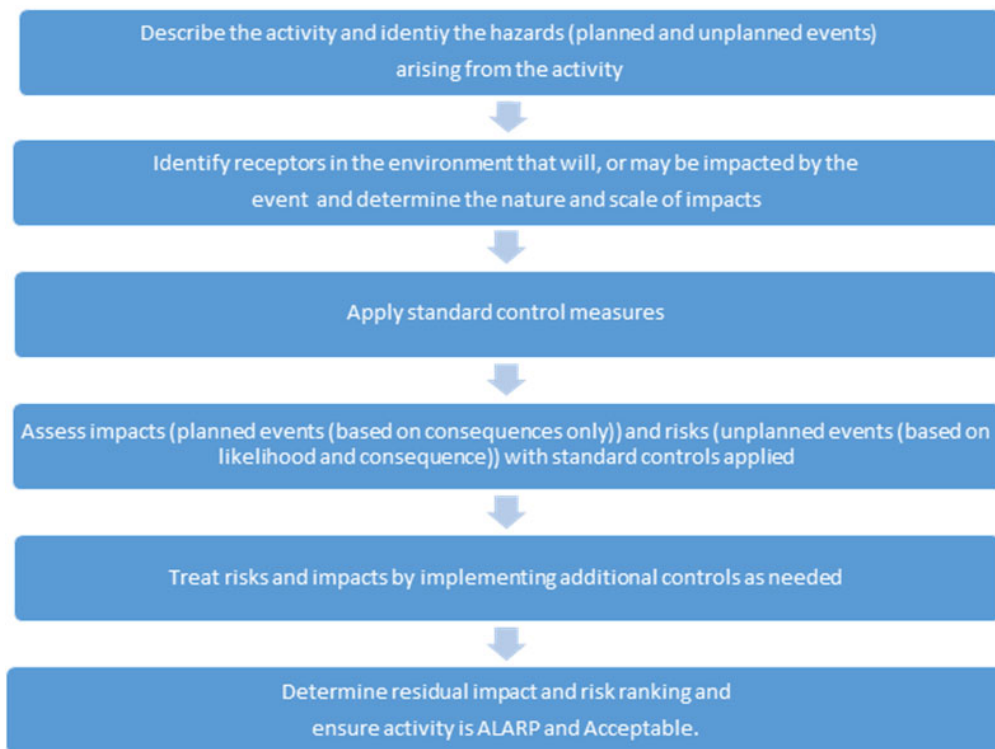 Describe the activity and identiy the hazards (planned and unplanned events)
arising from the activity
Identify receptors in the environment that will, or may be impacted by the
event and determine the nature and scale of impacts
Apply standard control measures
Assess impacts (planned events (based on consequences only)) and risks (unplanned events (based on
likelihood and consequence)) with standard controls applied
Treat risks and impacts by implementing additional controls as needed
Determine residual impact and risk ranking and
ensure activity is ALARP and Acceptable.